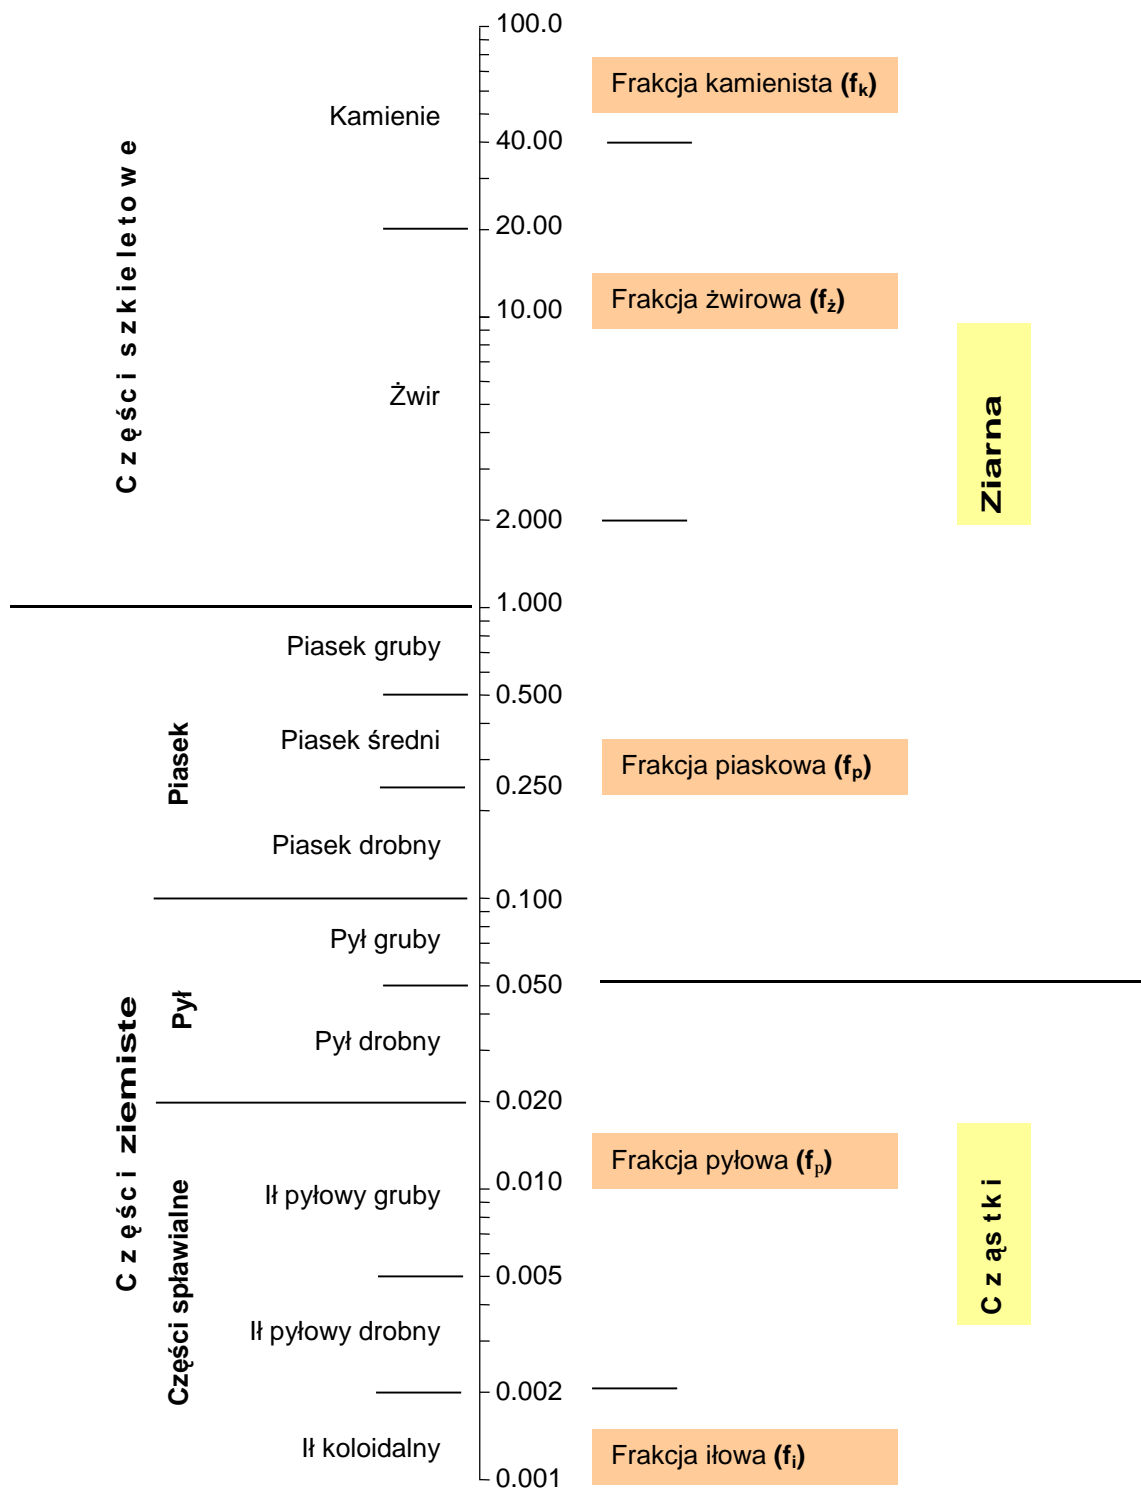 100.0
Frakcja kamienista (fk)
Kamienie
40.00
Części szkieletowe
20.00
Frakcja żwirowa (fż)
10.00
Żwir
Ziarna
2.000
1.000
Piasek gruby
0.500
Piasek
Piasek średni
Frakcja piaskowa (fp)
0.250
Piasek drobny
0.100
Pył gruby
0.050
Pył
Pył drobny
Części ziemiste
0.020
Frakcja pyłowa (fp)
0.010
Ił pyłowy gruby
Części spławialne
Cząstki
0.005
Ił pyłowy drobny
0.002
Ił koloidalny
Frakcja iłowa (fi)
0.001